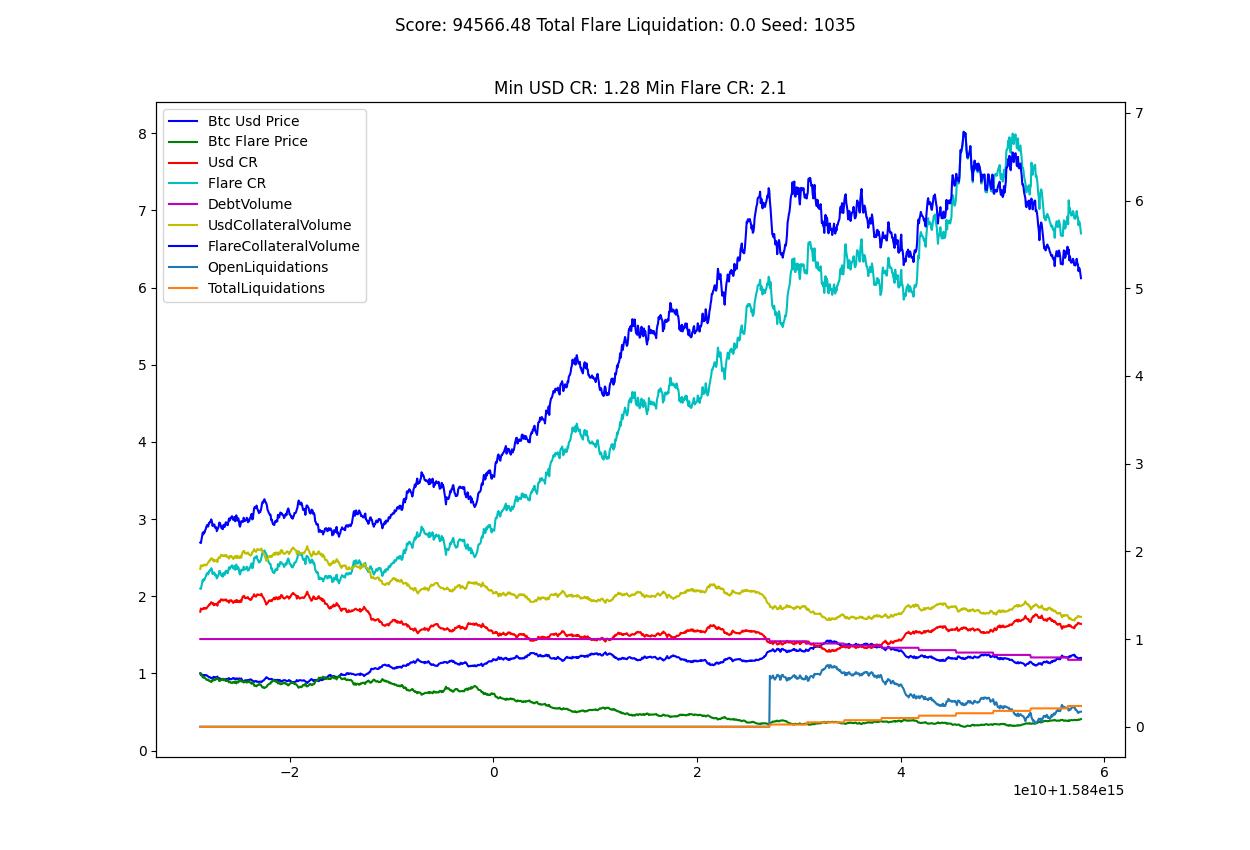 Score: 94566.48 Total Flare Liquidation: 0.0 Seed: 1035
Min USD CR: 1.28 Min Flare CR: 2.1
Btc Usd Price
Btc Flare Price
Usd CR
Flare CR
DebtVolume
UsdCollateralVolume
FlareCollateralVolume
OpenLiquidations
TotalLiquidations
8
7
6
5
4
3
2
1
0
7
6
5
4
3
2
1
0
−2
0
2
4
6
1e10+1.584e15